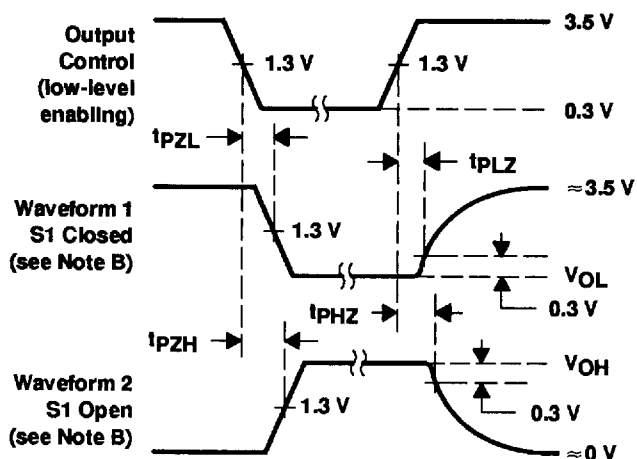 Output
Control
(low-level
enabling)
3.5 V
1.3 V
1.3 V
0.3 V
tPZL
tPLZ
Waveform 1
S1 Closed
(see Note B)
≈3.5 V
1.3 V
VOL
0.3 V
tPHZ
tPZH
Waveform 2
S1 Open
(see Note B)
VOH
1.3 V
0.3 V
≈0 V